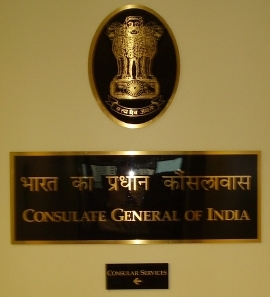 भारत का प्रधान कौंसलावास
CONSULATE GENERAL OF INDIA
CONSULAR SERVICES
←